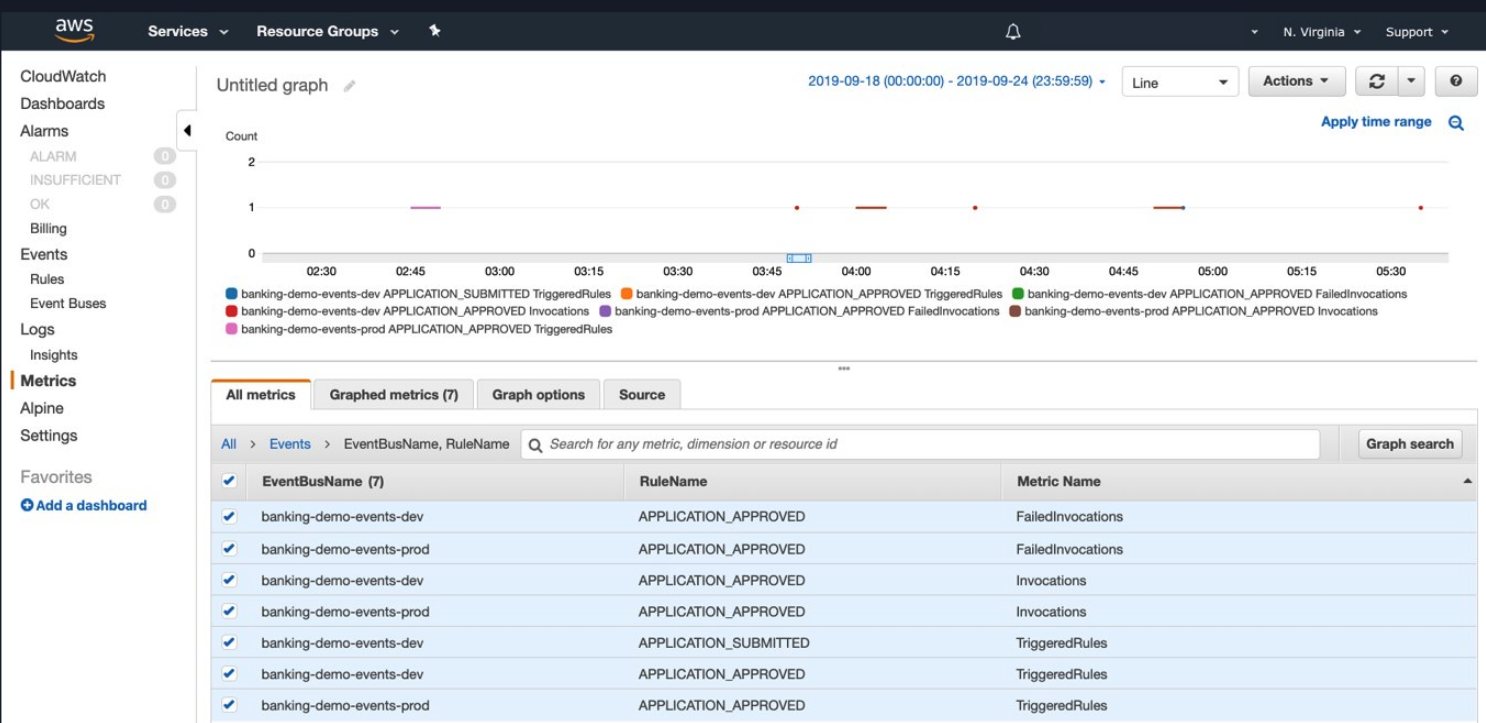 aws Services Resource Groups N. Virginia Support
CloudWatch
Dashboards
Alarms
ALARM 0
INSUFFICIENT 0
OK 0
Billing
Events
Rules
Event Buses
Logs
Insights
Metrics
Alpine
Settings
Favorites
Add a dashboard
Untitled graph 2019-09-18 (00:00:00) - 2019-09-24 (23:59:59) Line Actions ?
Apply time range
Count
2
1
0
02:30 02:45 03:00 03:15 03:30 03:45 04:00 04:15 04:30 04:45 05:00 05:15 05:30
banking-demo-events-dev APPLICATION_SUBMITTED TriggeredRules banking-demo-events-dev APPLICATION_APPROVED TriggeredRules banking-demo-events-dev APPLICATION_APPROVED FailedInvocations
banking-demo-events-dev APPLICATION_APPROVED Invocations banking-demo-events-prod APPLICATION_APPROVED FailedInvocations banking-demo-events-prod APPLICATION_APPROVED Invocations
banking-demo-events-prod APPLICATION_APPROVED TriggeredRules
All metrics Graphed metrics (7) Graph options Source
All > Events > EventBusName, RuleName Search for any metric, dimension or resource id Graph search
EventBusName (7) RuleName Metric Name
banking-demo-events-dev APPLICATION_APPROVED FailedInvocations
banking-demo-events-prod APPLICATION_APPROVED FailedInvocations
banking-demo-events-dev APPLICATION_APPROVED Invocations
banking-demo-events-prod APPLICATION_APPROVED Invocations
banking-demo-events-dev APPLICATION_SUBMITTED TriggeredRules
banking-demo-events-dev APPLICATION_APPROVED TriggeredRules
banking-demo-events-prod APPLICATION_APPROVED TriggeredRules